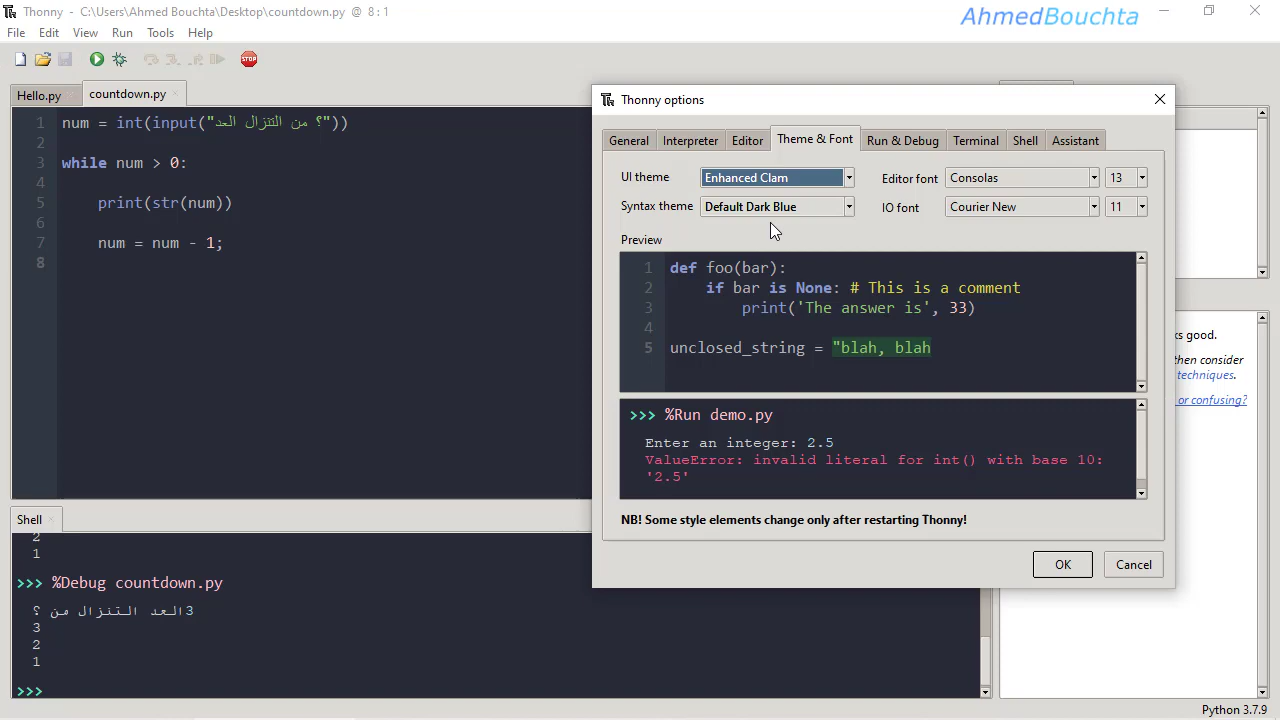 Thonny - C:\Users\Ahmed Bouchta\Desktop\countdown.py @ 8 : 1
AhmedBouchta
File Edit View Run Tools Help
STOP
Hello.py countdown.py
1 num = int(input("العد التنزال من ؟"))
2
3 while num > 0:
4
5 print(str(num))
6
7 num = num - 1;
8
Shell
2
1
>>> %Debug countdown.py
العد التنزال من ؟3
3
2
1
>>>
Thonny options
General Interpreter Editor Theme & Font Run & Debug Terminal Shell Assistant
UI theme Enhanced Clam Editor font Consolas 13
Syntax theme Default Dark Blue IO font Courier New 11
Preview
1 def foo(bar):
2 if bar is None: # This is a comment
3 print('The answer is', 33)
4
5 unclosed_string = "blah, blah
>>> %Run demo.py
Enter an integer: 2.5
ValueError: invalid literal for int() with base 10:
'2.5'
NB! Some style elements change only after restarting Thonny!
OK Cancel
ks good.
then consider
techniques.
or confusing?
Python 3.7.9